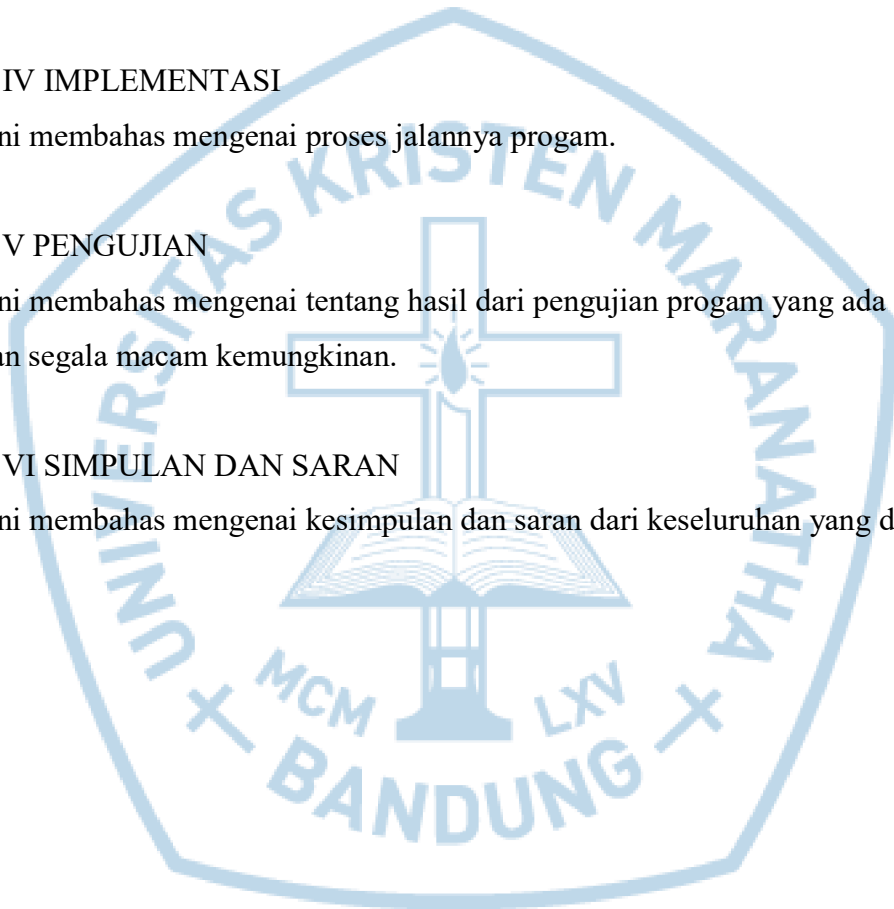 IV IMPLEMENTASI
ni membahas mengenai proses jalannya progam.
V PENGUJIAN
ni membahas mengenai tentang hasil dari pengujian progam yang ada
an segala macam kemungkinan.
VI SIMPULAN DAN SARAN
ni membahas mengenai kesimpulan dan saran dari keseluruhan yang d
UNIVERSITAS KRISTEN MARANATHA
MCM LXV
BANDUNG